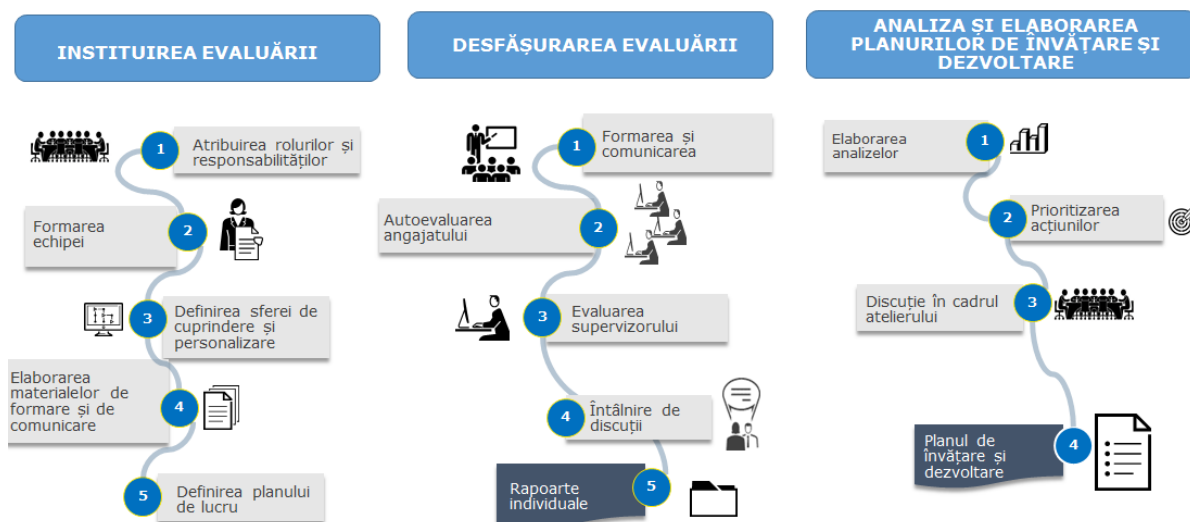 INSTITUIREA EVALUĂRII
1
Atribuirea rolurilor și
responsabilităților
Formarea
echipei
2
3
Definirea sferei de
cuprindere și
personalizare
Elaborarea
materialelor de
formare și de
comunicare
4
5
Definirea planului
de lucru
DESFĂȘURAREA EVALUĂRII
1
Formarea și
comunicarea
Autoevaluarea
angajatului
2
3
Evaluarea
supervizorului
4
Întâlnire de
discuții
Rapoarte
individuale
5
ANALIZA ȘI ELABORAREA
PLANURILOR DE ÎNVĂȚARE ȘI
DEZVOLTARE
Elaborarea
analizelor
1
2
Prioritizarea
acțiunilor
Discuție în cadrul
atelierului
3
Planul de
învățare și
dezvoltare
4